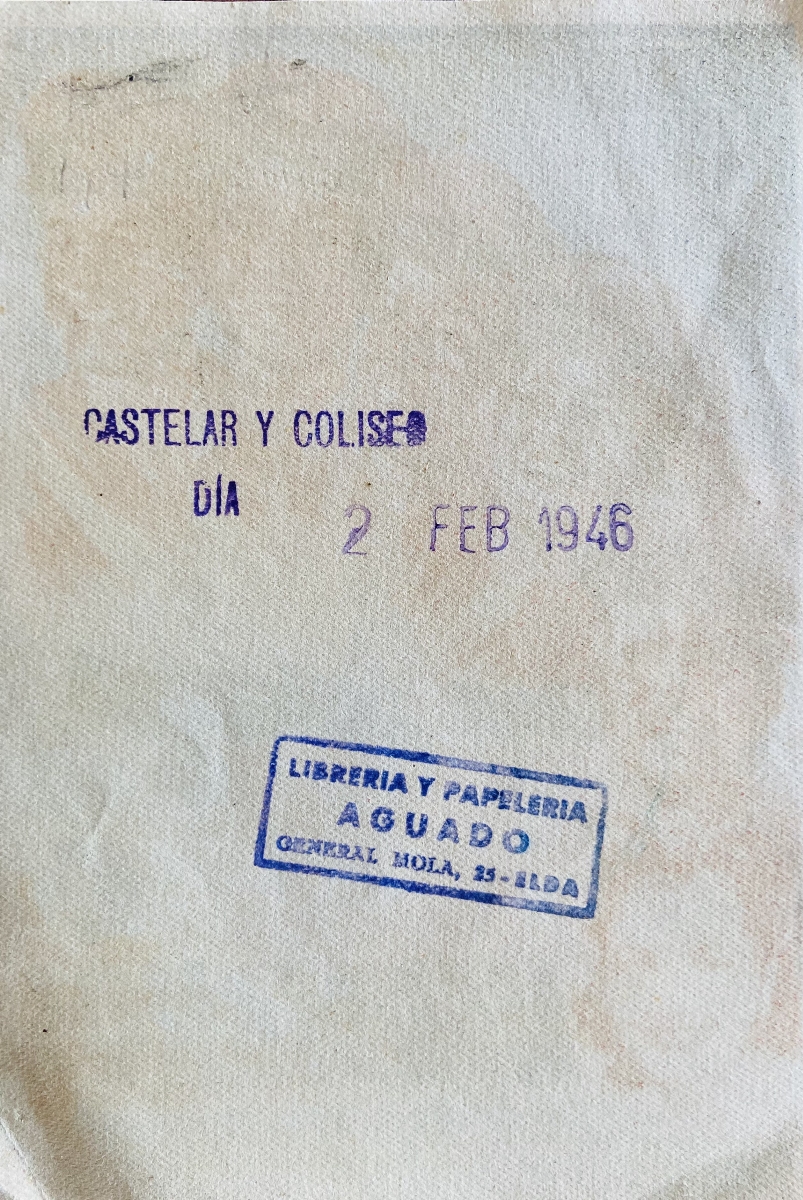 CASTELAR Y COLISEO
DÍA
2 FEB 1946
LIBRERIA Y PAPELERIA
AGUADO
GENERAL MOLA, 25 - ELDA